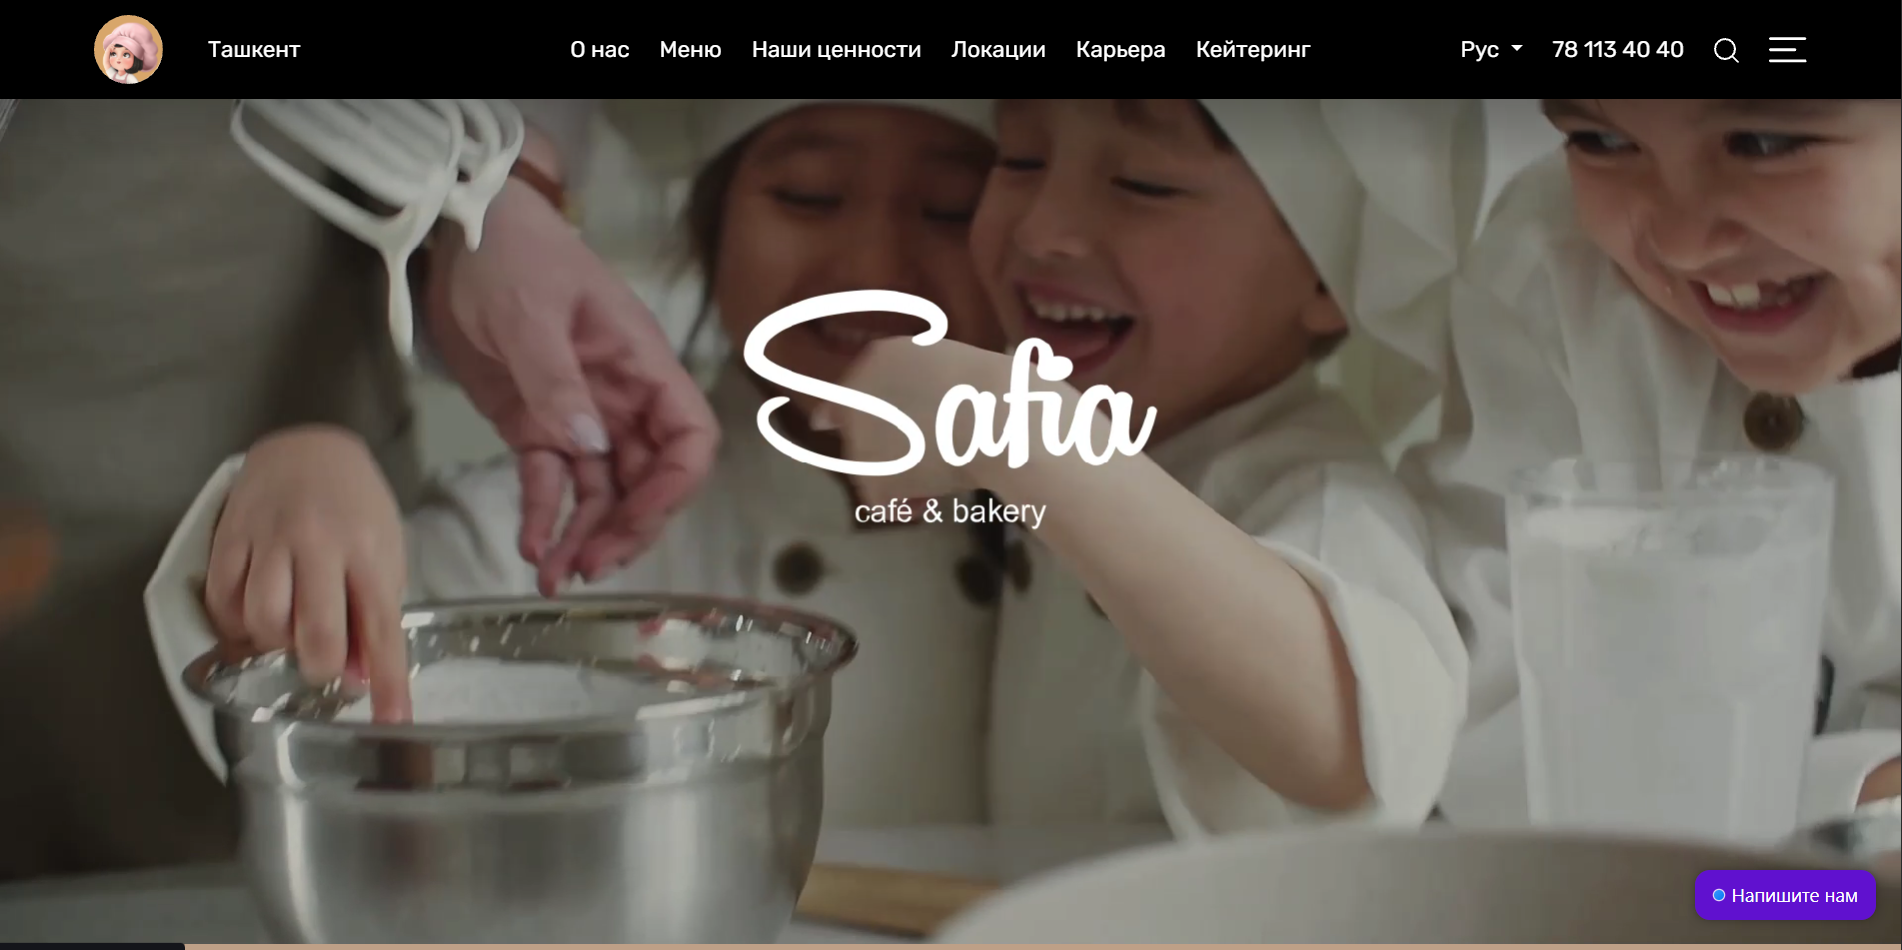 Ташкент
О нас Меню Наши ценности Локации Карьера Кейтеринг
Рус 78 113 40 40
Safia
café & bakery
Напишите нам